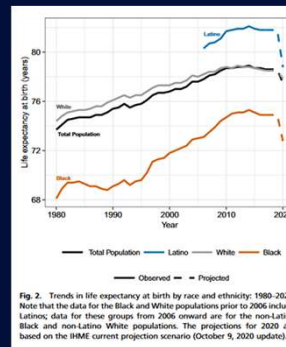 Life expectancy at birth (years)
80
76
72
68
Latino
White
Total Population
Black
1980
1990
2000
2010
Year
Total Population
Latino
White
Black
Observed
Projected
Fig. 2. Trends in life expectancy at birth by race and ethnicity: 1980–
Note that the data for the Black and White populations prior to 2006
Latinos; data for these groups from 2006 onward are for the
Black and non-Latino White populations. The projections for 2020
based on the IHME current projection scenario (October 9, 2020